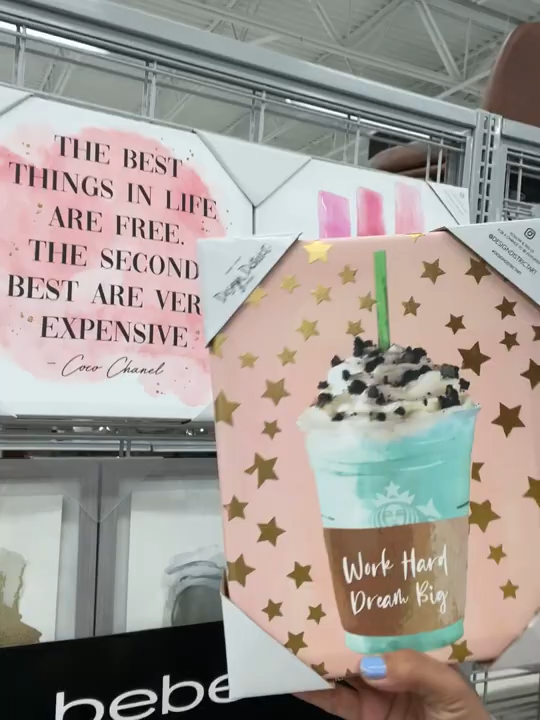 THE BEST
THINGS IN LIFE
ARE FREE.
THE SECOND
BEST ARE VER
EXPENSIVE
- Coco Chanel
Work Hard
Dream Big
bebe